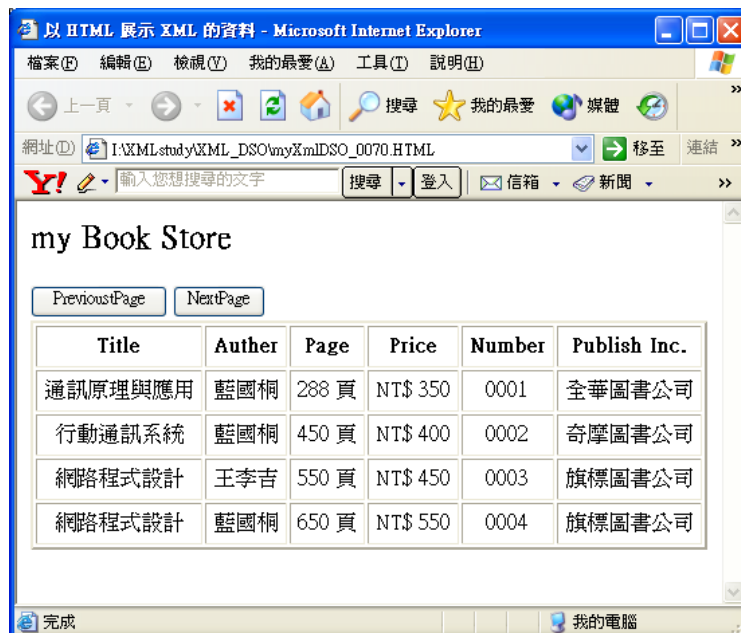 以 HTML 展示 XML 的資料 - Microsoft Internet Explorer
檔案(F) 編輯(E) 檢視(V) 我的最愛(A) 工具(T) 說明(H)
上一頁 搜尋 我的最愛 媒體 »
網址(D) I:\XMLstudy\XML_DSO\myXmlDSO_0070.HTML 移至 連結 »
Y! 輸入您想搜尋的文字 搜尋 登入 信箱 新聞 »
my Book Store
PrevioustPage NextPage
Title Auther Page Price Number Publish Inc.
通訊原理與應用 藍國桐 288 頁 NT$ 350 0001 全華圖書公司
行動通訊系統 藍國桐 450 頁 NT$ 400 0002 奇摩圖書公司
網路程式設計 王李吉 550 頁 NT$ 450 0003 旗標圖書公司
網路程式設計 藍國桐 650 頁 NT$ 550 0004 旗標圖書公司
完成 我的電腦